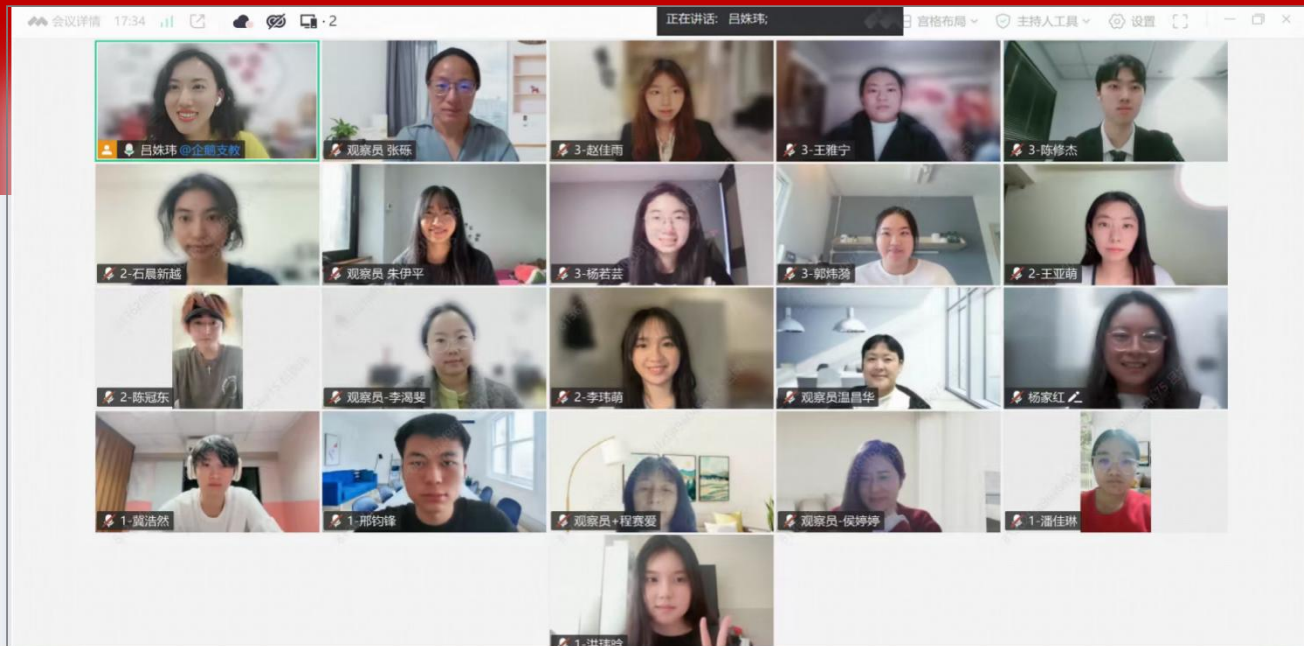 会议详情 17:34 · 2 正在讲话: 吕姝玮; 宫格布局 主持人工具 设置
吕姝玮@企鹅支教
观察员 张砾
3-赵佳雨
3-王雅宁
3-陈修杰
2-石晨新越
观察员 朱伊平
3-杨若芸
3-郭炜漪
2-王亚萌
2-陈冠东
观察员-李渴斐
2-李玮萌
观察员温昌华
杨家红
1-冀浩然
1-邢钧锋
观察员+程赛爱
观察员-侯婷婷
1-潘佳琳
1-洪玮晗